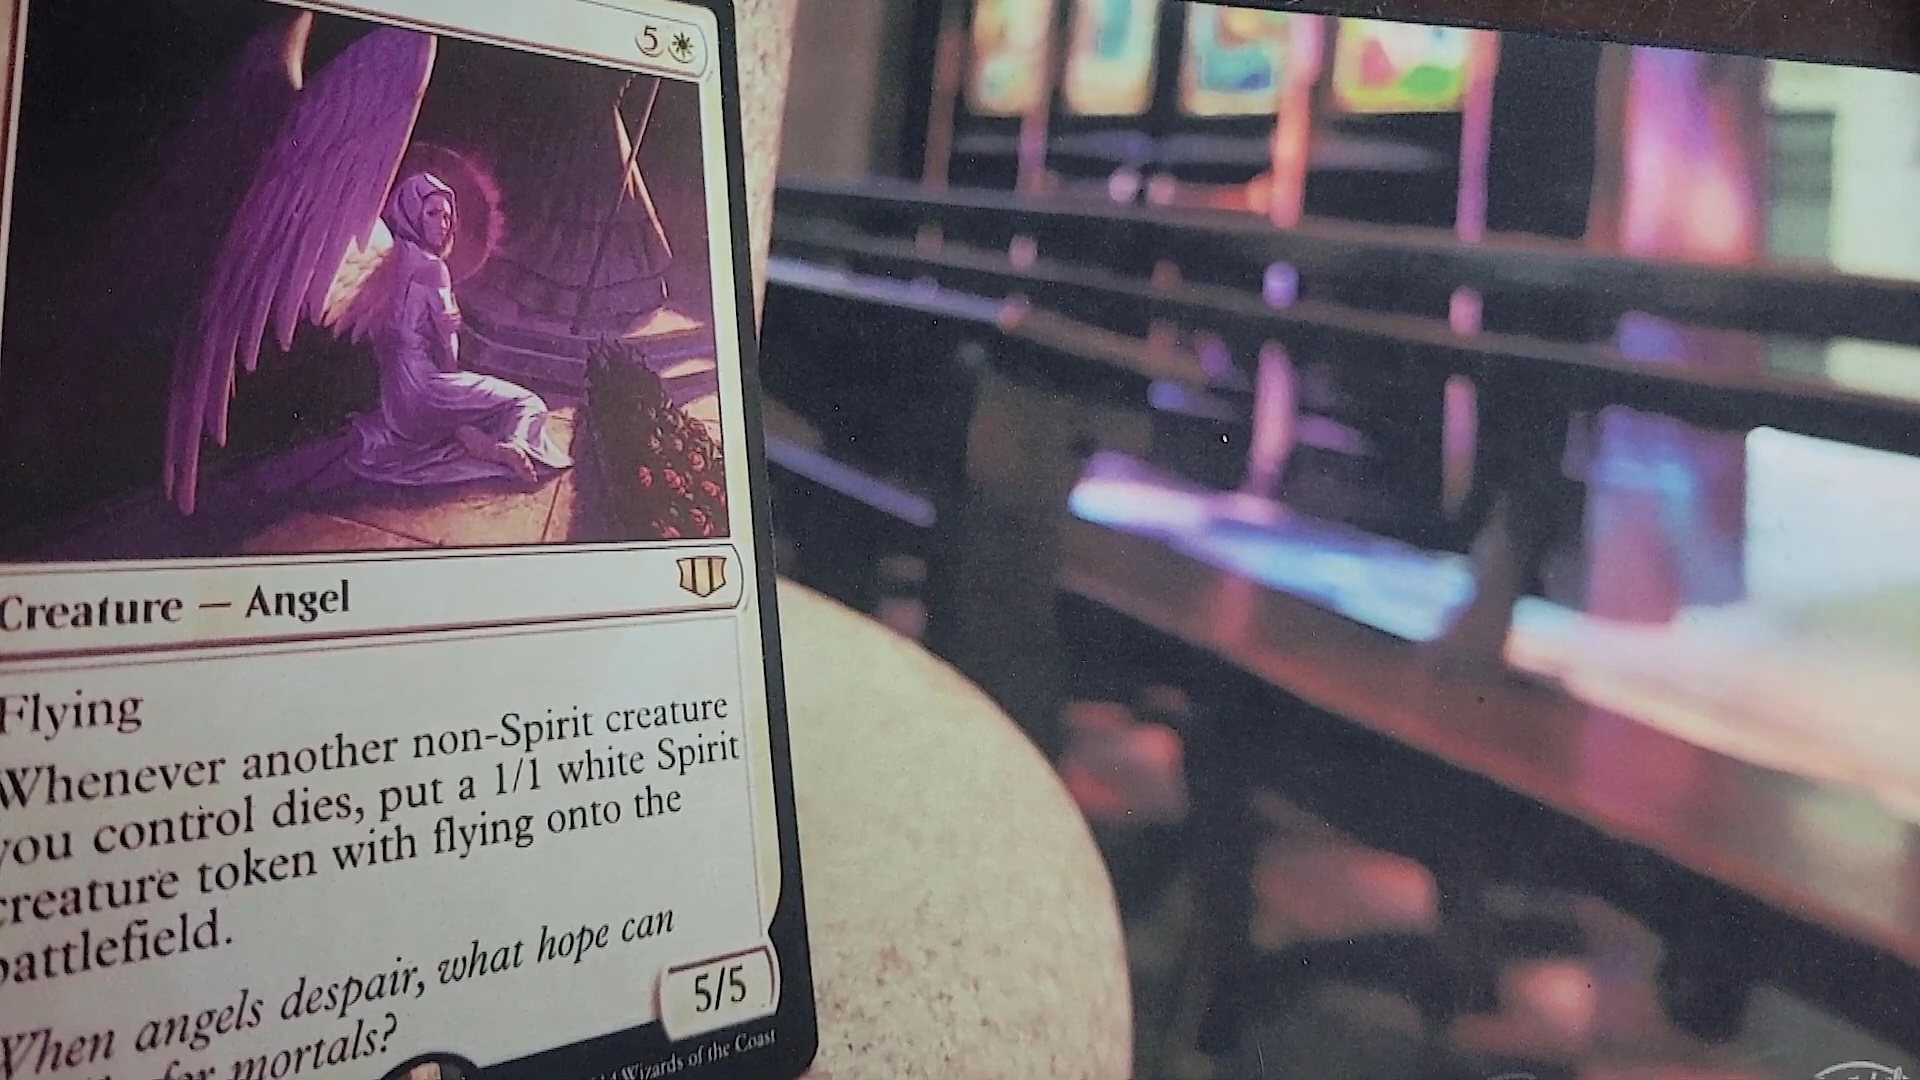 5
Creature — Angel
Flying
Whenever another non-Spirit creature
you control dies, put a 1/1 white Spirit
creature token with flying onto the
battlefield.
When angels despair, what hope can
for mortals?
5/5
Wizards of the Coast